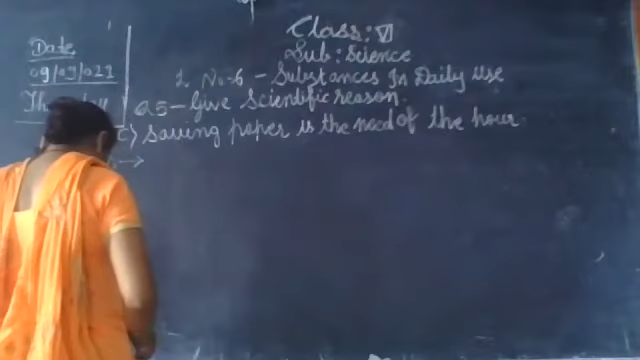 Class: VI
Sub: Science
Date
09/09/021
L No-6 - Substances In Daily Use
Q5 - Give Scientific reason.
c) Saving paper is the need of the hour.
→